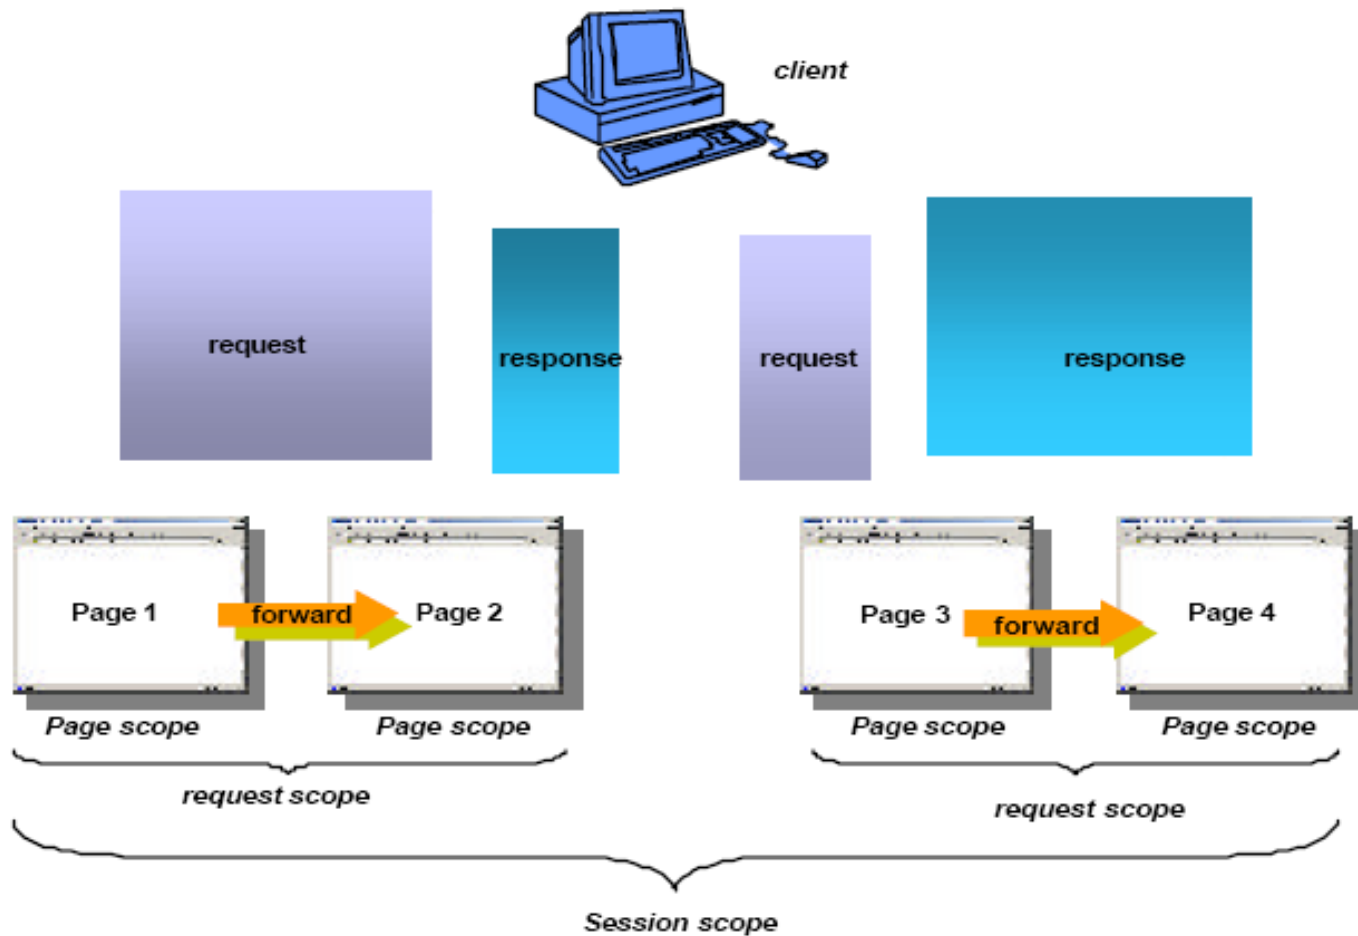 client
request
response
request
response
Page 1
forward
Page 2
Page 3
forward
Page 4
Page scope
Page scope
Page scope
Page scope
request scope
request scope
Session scope